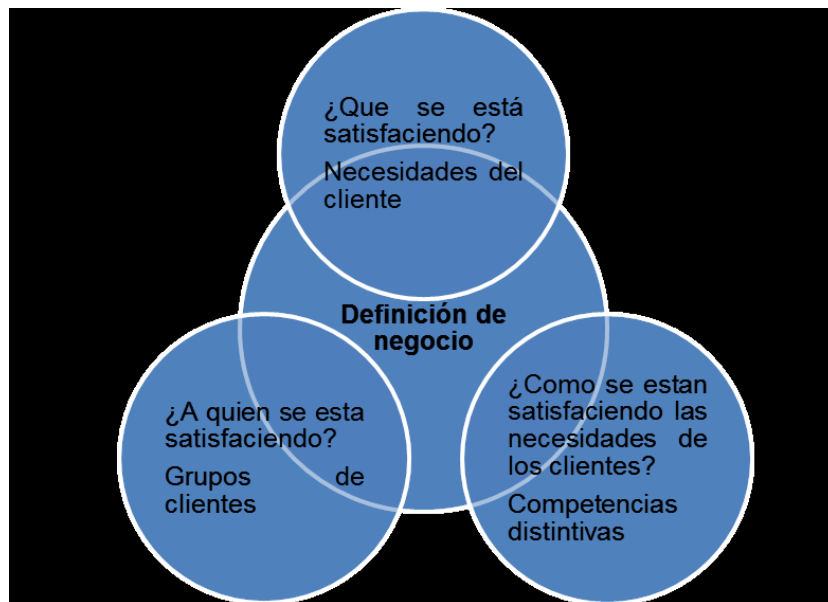 ¿Que se está
satisfaciendo?
Necesidades del
cliente
Definición de
negocio
¿A quien se esta
satisfaciendo?
Grupos de
clientes
¿Como se estan
satisfaciendo las
necesidades de
los clientes?
Competencias
distintivas